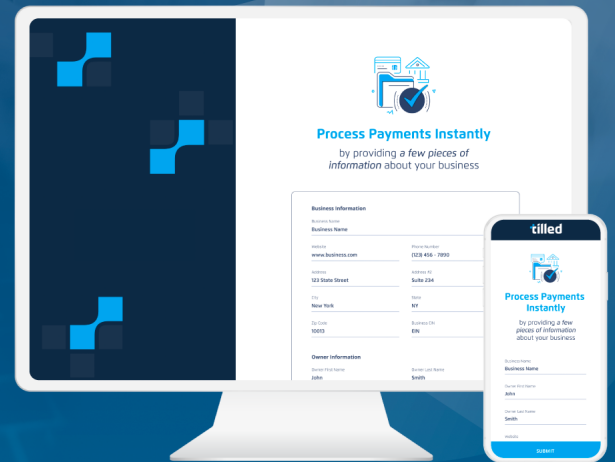 Process Payments Instantly
by providing a few pieces of
information about your business
Business Information
Business Name
Business Name
Website
Phone Number
www.business.com
(123) 456 - 7890
Address
Address #2
123 State Street
Suite 234
City
State
New York
NY
Zip Code
Business EIN
10013
EIN
Owner Information
Owner First Name
Owner Last Name
John
Smith
tilled
Process Payments
Instantly
by providing a few
pieces of information
about your business
Business Name
Business Name
Owner First Name
John
Owner Last Name
Smith
Website
SUBMIT